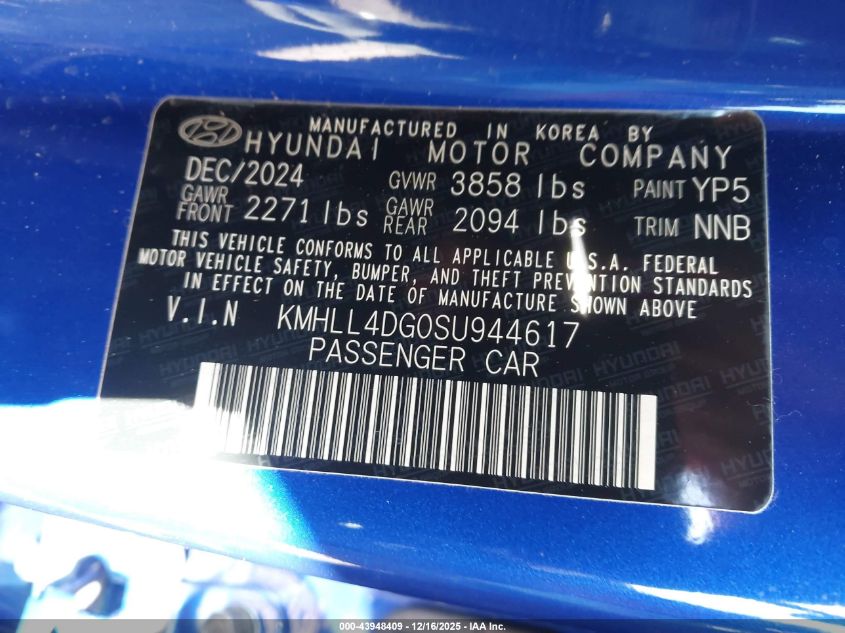 MANUFACTURED IN KOREA BY
HYUNDAI MOTOR COMPANY
DEC/2024 GVWR 3858 lbs PAINT YP5
GAWR FRONT 2271 lbs GAWR REAR 2094 lbs TRIM NNB
THIS VEHICLE CONFORMS TO ALL APPLICABLE U.S.A. FEDERAL
MOTOR VEHICLE SAFETY, BUMPER, AND THEFT PREVENTION STANDARDS
IN EFFECT ON THE DATE OF MANUFACTURE SHOWN ABOVE
V.I.N KMHLL4DG0SU944617
PASSENGER CAR
000-43948409 - 12/16/2025 - IAA Inc.